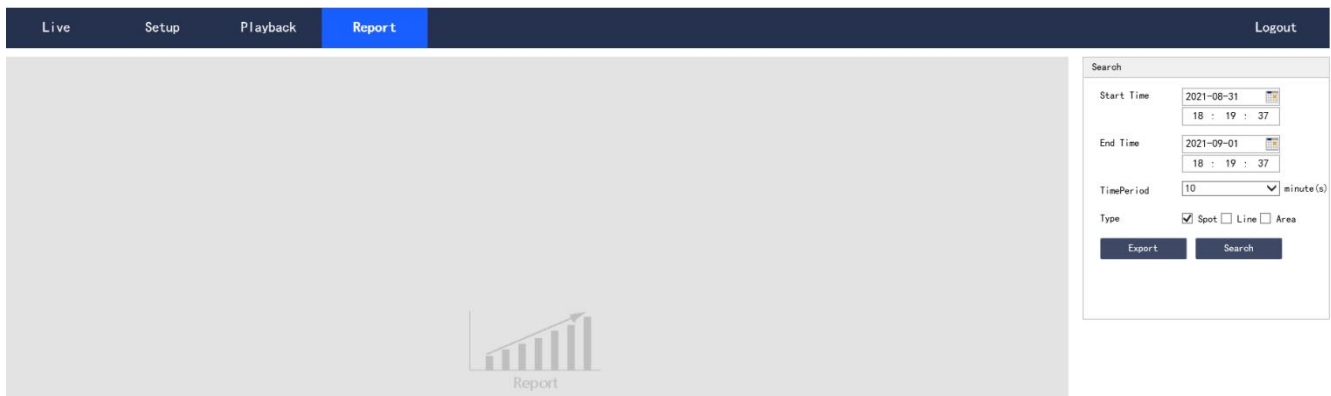 Live Setup Playback Report Logout
Search
Start Time 2021-08-31
18 : 19 : 37
End Time 2021-09-01
18 : 19 : 37
TimePeriod 10 minute(s)
Type Spot Line Area
Export Search
Report